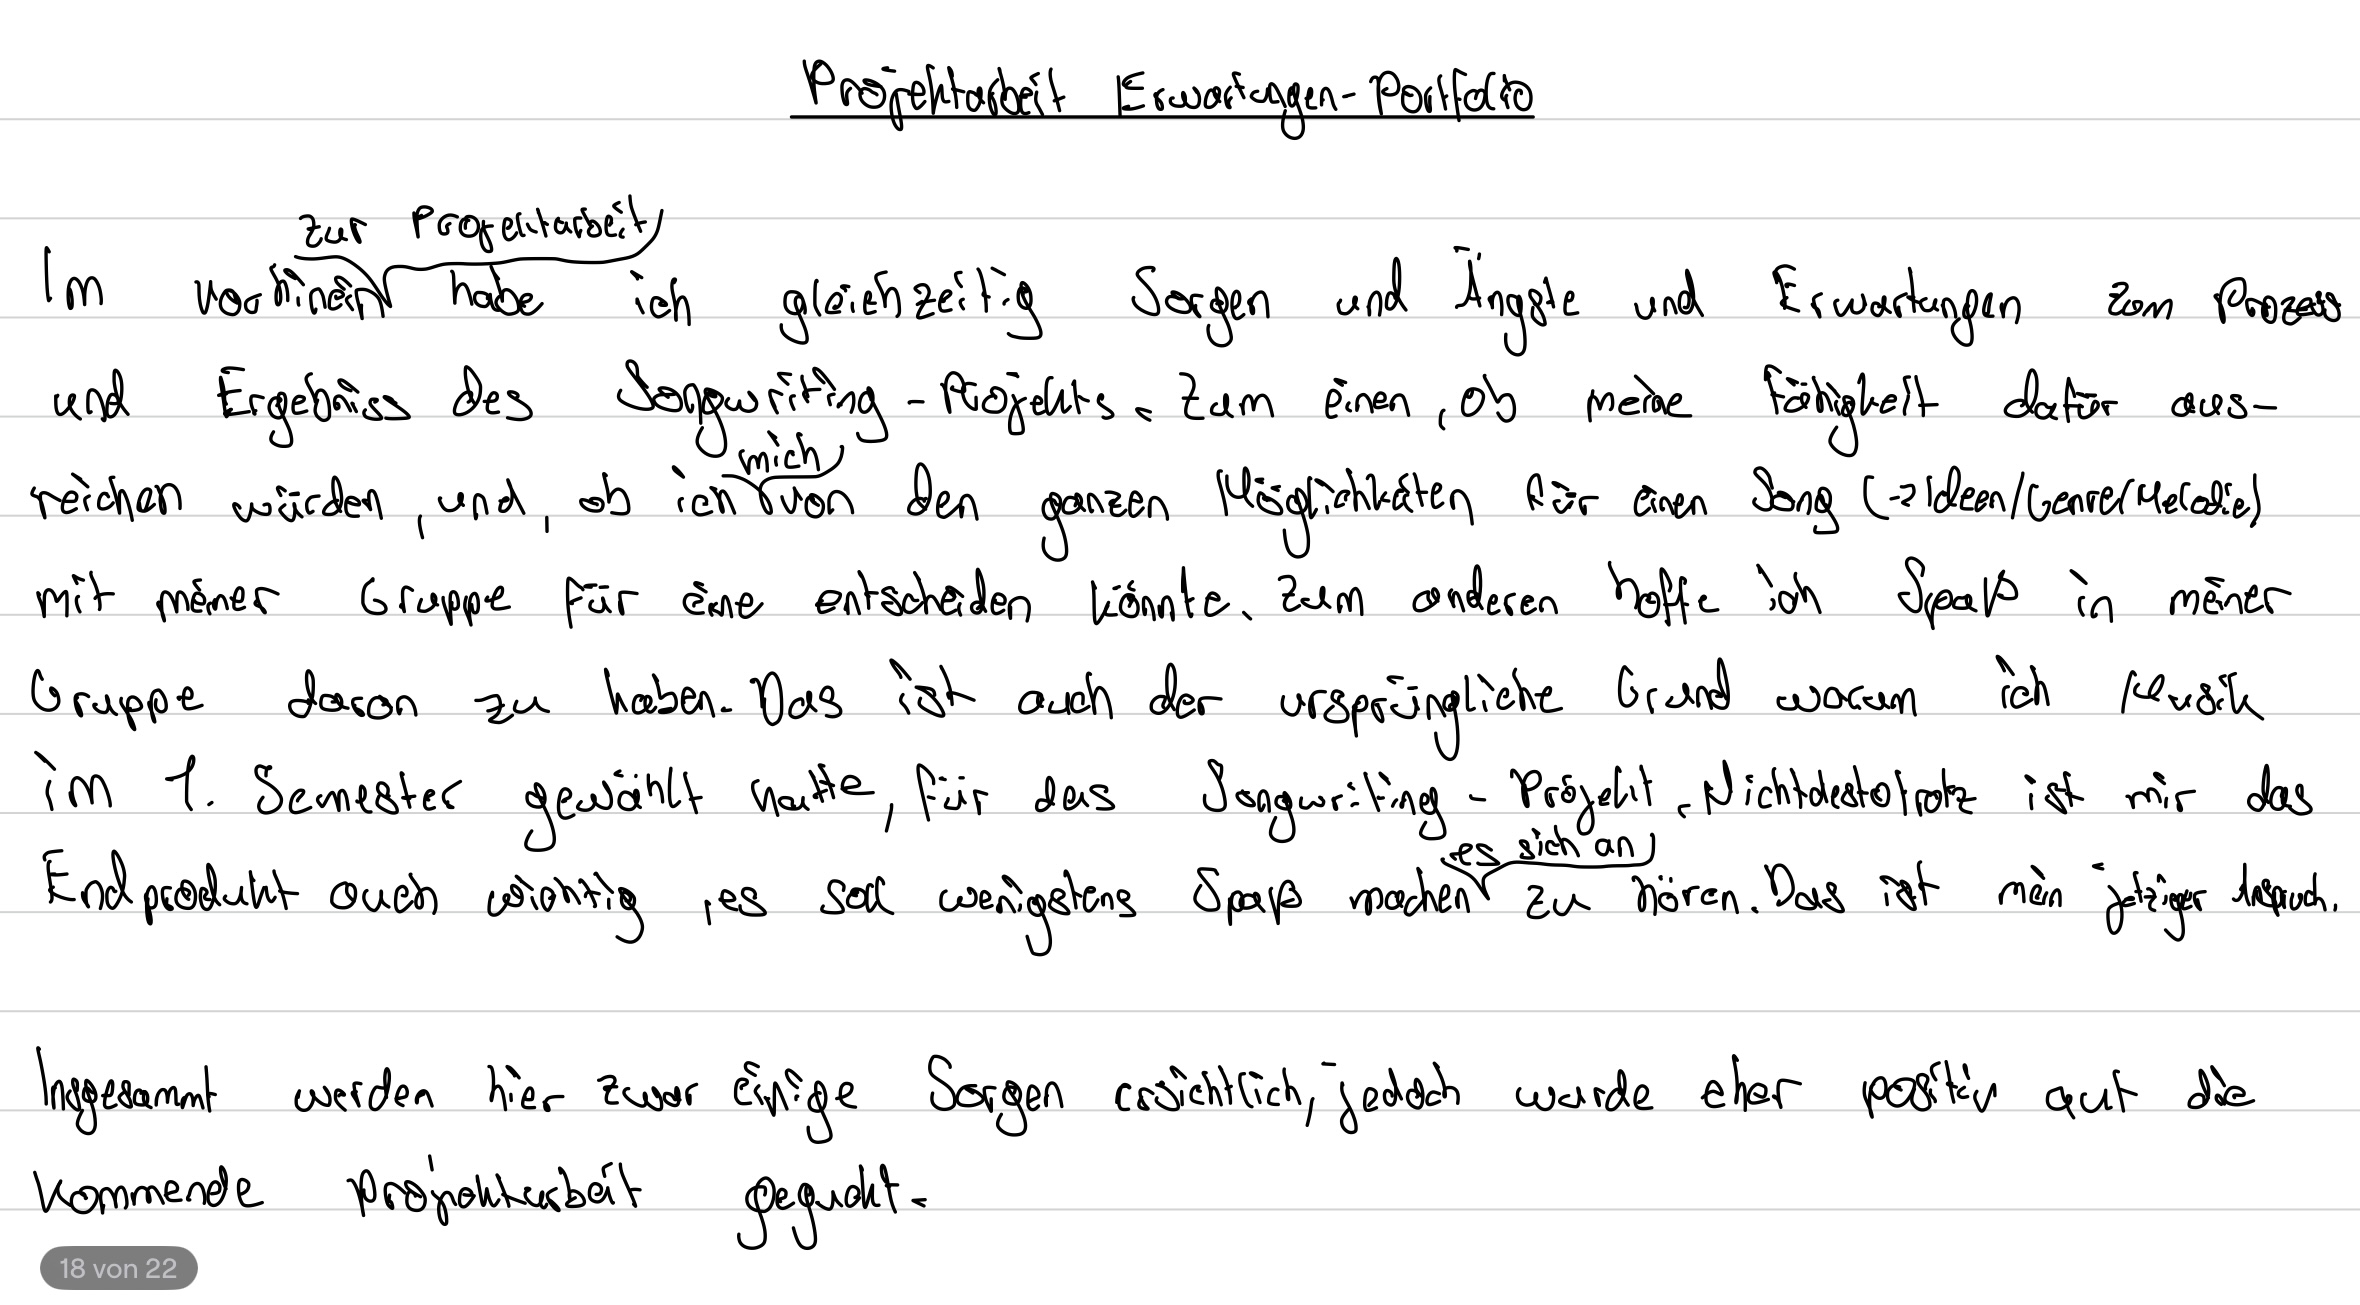 Projektarbeit Erwartungen-Portfolio
zur Projektarbeit
Im vorhinein habe ich gleichzeitig Sorgen und Ängste und Erwartungen zum Prozess
und Ergebniss des Songwriting-Projekts. Zum einen, ob meine Fähigkeit dafür aus-
mich
reichen würden, und, ob ich von den ganzen Möglichkeiten für einen Song (->Ideen/Genre/Melodie)
mit meiner Gruppe für eine entscheiden könnte. Zum anderen hoffe ich Spaß in meiner
Gruppe daran zu haben. Das ist auch der ursprüngliche Grund warum ich Musik
im 1. Semester gewählt hatte, für das Songwriting-Projekt. Nichtdestotrotz ist mir das
es sich an
Endprodukt auch wichtig, es soll wenigstens Spaß machen zu hören. Das ist mein jetziger Anspruch.
Insgesammt werden hier zwar einige Sorgen ersichtlich, jedoch wurde eher positiv auf die
kommende Projektarbeit geguckt.
18 von 22